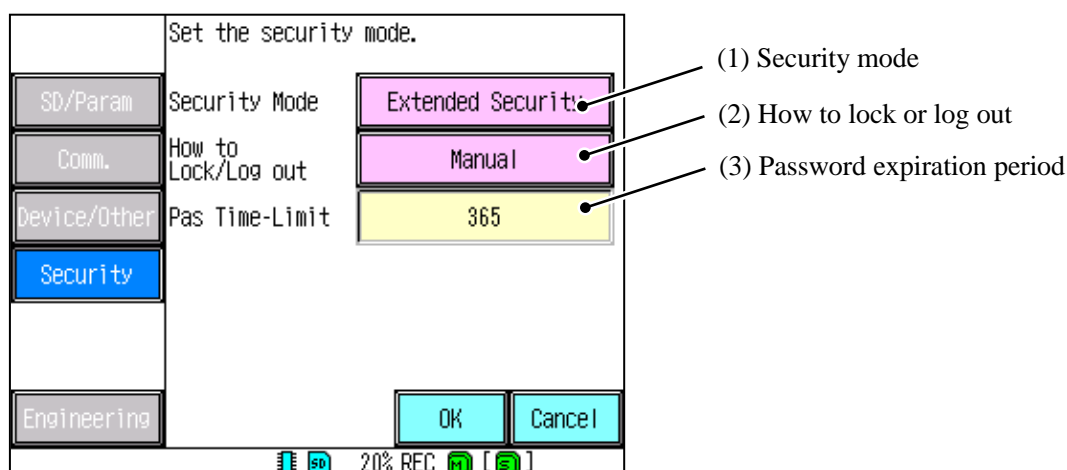 Set the security mode.
(1) Security mode
SD/Param Security Mode Extended Security
(2) How to lock or log out
Comm. How to Lock/Log out Manual
(3) Password expiration period
Device/Other Pas Time-Limit 365
Security
Engineering OK Cancel
SD 20% REC M [S]